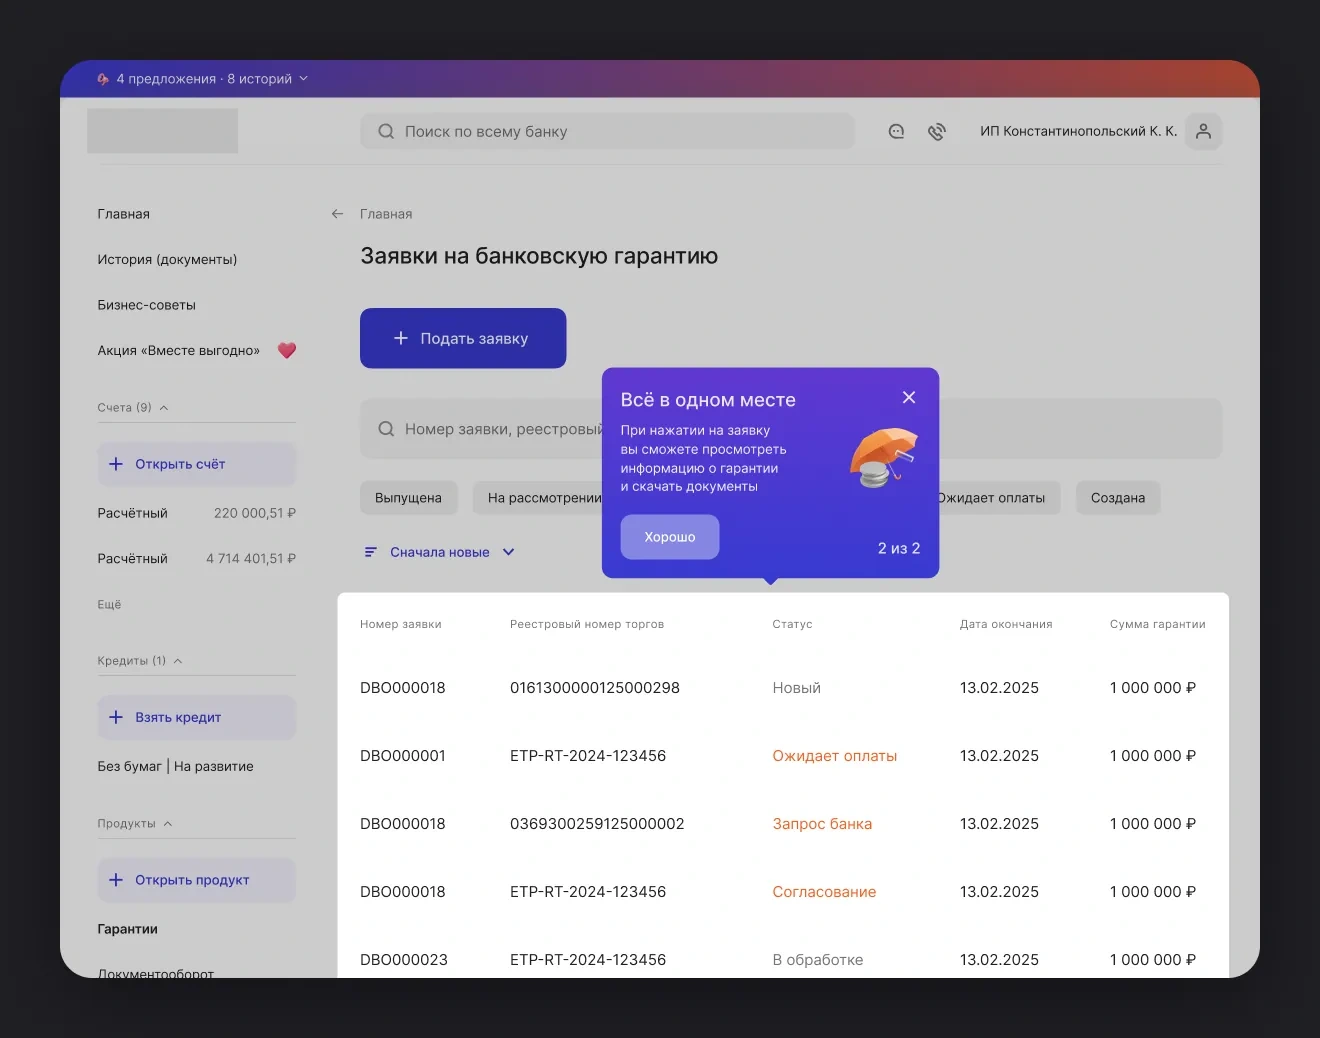 4 предложения · 8 историй
Поиск по всему банку
ИП Константинопольский К. К.
Главная
История (документы)
Бизнес-советы
Акция «Вместе выгодно»
Счета (9)
Открыть счёт
Расчётный 220 000,51 ₽
Расчётный 4 714 401,51 ₽
Ещё
Кредиты (1)
Взять кредит
Без бумаг | На развитие
Продукты
Открыть продукт
Гарантии
Документооборот
Главная
Заявки на банковскую гарантию
Подать заявку
Номер заявки, реестровый
Выпущена На рассмотрении Ожидает оплаты Создана
Сначала новые
Всё в одном месте
При нажатии на заявку
вы сможете просмотреть
информацию о гарантии
и скачать документы
Хорошо
2 из 2
Номер заявки Реестровый номер торгов Статус Дата окончания Сумма гарантии
DBO000018 0161300000125000298 Новый 13.02.2025 1 000 000 ₽
DBO000001 ETP-RT-2024-123456 Ожидает оплаты 13.02.2025 1 000 000 ₽
DBO000018 0369300259125000002 Запрос банка 13.02.2025 1 000 000 ₽
DBO000018 ETP-RT-2024-123456 Согласование 13.02.2025 1 000 000 ₽
DBO000023 ETP-RT-2024-123456 В обработке 13.02.2025 1 000 000 ₽